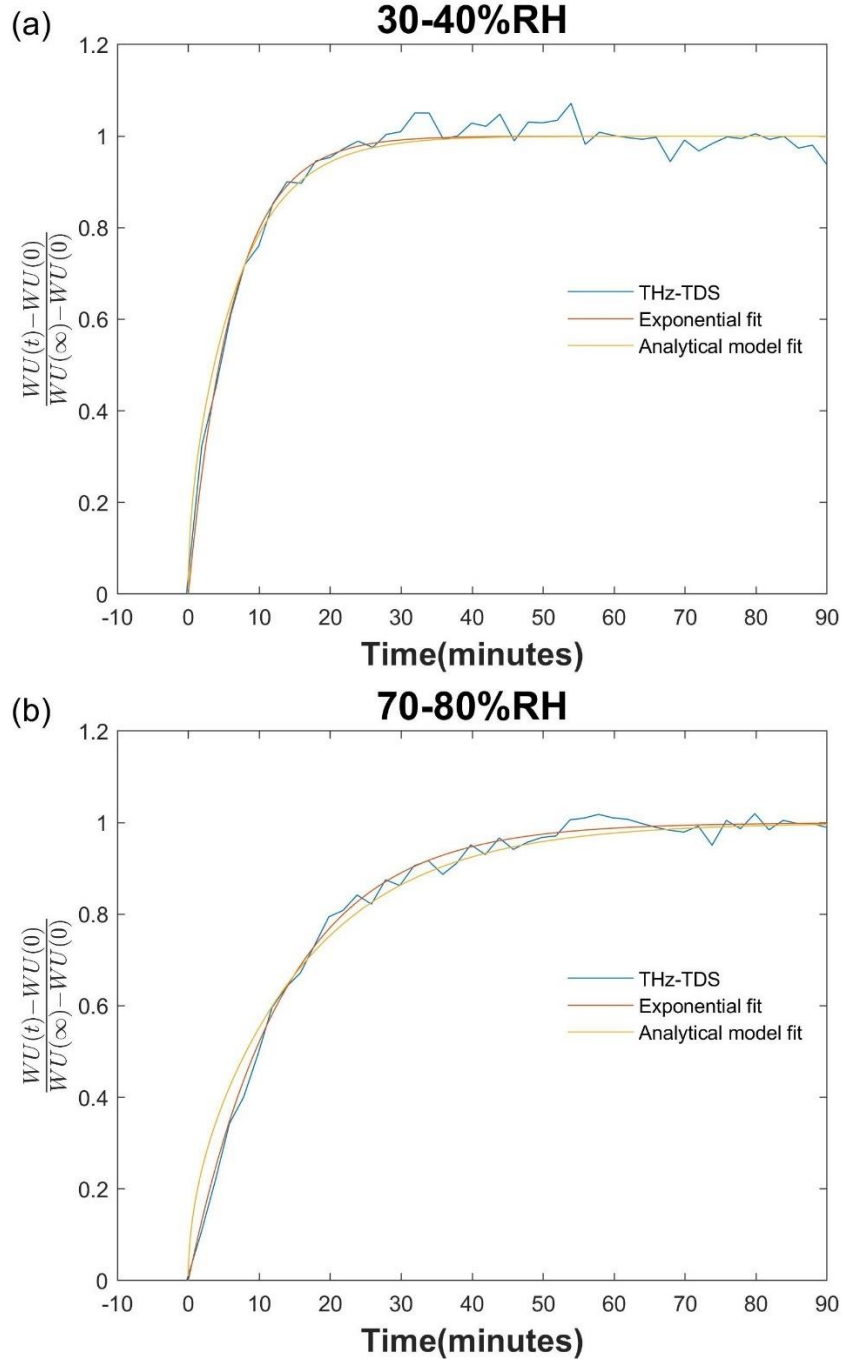 (a)
30-40%RH
1.2
1
0.8
0.6
0.4
0.2
0
\frac{WU(t)-WU(0)}{WU(\infty)-WU(0)}
THz-TDS
Exponential fit
Analytical model fit
-10 0 10 20 30 40 50 60 70 80 90
Time(minutes)
(b)
70-80%RH
1.2
1
0.8
0.6
0.4
0.2
0
\frac{WU(t)-WU(0)}{WU(\infty)-WU(0)}
THz-TDS
Exponential fit
Analytical model fit
-10 0 10 20 30 40 50 60 70 80 90
Time(minutes)